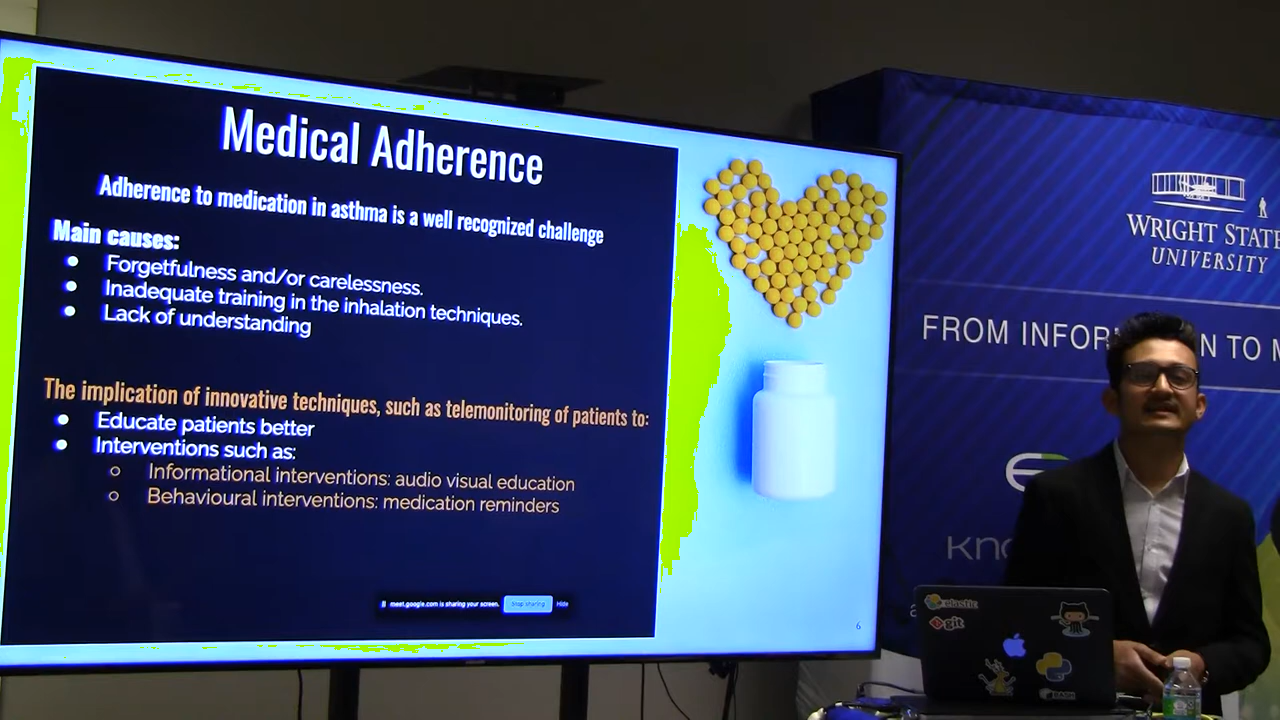 Medical Adherence
Adherence to medication in asthma is a well recognized challenge
Main causes:
● Forgetfulness and/or carelessness.
● Inadequate training in the inhalation techniques.
● Lack of understanding
The implication of innovative techniques, such as telemonitoring of patients to:
● Educate patients better
● Interventions such as:
○ Informational interventions: audio visual education
○ Behavioural interventions: medication reminders
meet.google.com is sharing your screen. Stop sharing Hide
6
WRIGHT STATE
UNIVERSITY
FROM INFOR N TO M
Kno
elastic
git
BASH